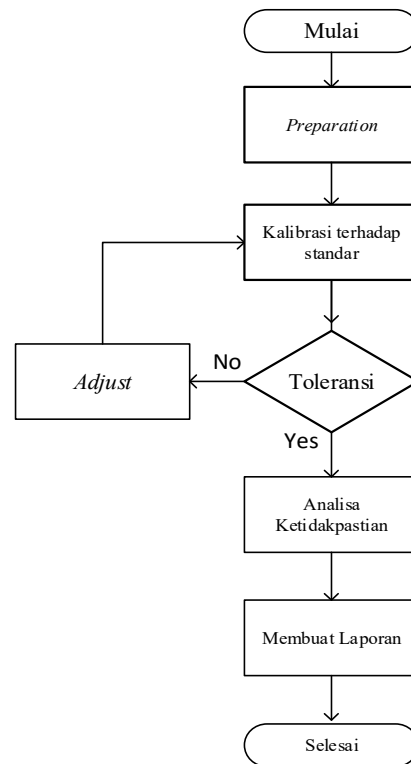 Mulai
Preparation
Kalibrasi terhadap
standar
No
Adjust
Toleransi
Yes
Analisa
Ketidakpastian
Membuat Laporan
Selesai